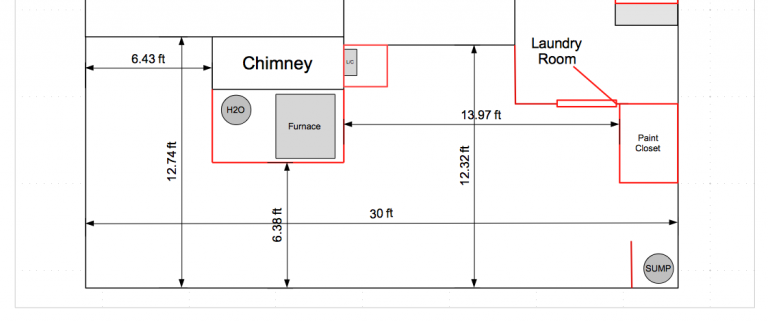 Laundry
Room
6.43 ft
Chimney
L/C
H2O
Furnace
13.97 ft
Paint
Closet
12.74 ft
12.32 ft
6.38 ft
30 ft
SUMP